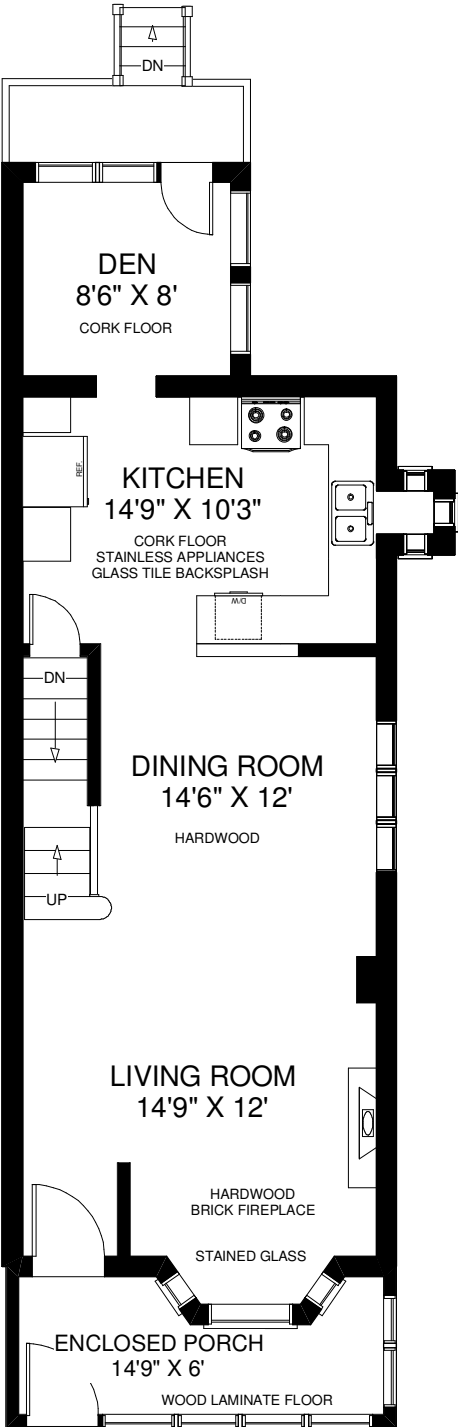 DN
DEN
8'6" X 8'
CORK FLOOR
REF.
KITCHEN
14'9" X 10'3"
CORK FLOOR
STAINLESS APPLIANCES
GLASS TILE BACKSPLASH
D/W
DN
DINING ROOM
14'6" X 12'
HARDWOOD
UP
LIVING ROOM
14'9" X 12'
HARDWOOD
BRICK FIREPLACE
STAINED GLASS
ENCLOSED PORCH
14'9" X 6'
WOOD LAMINATE FLOOR